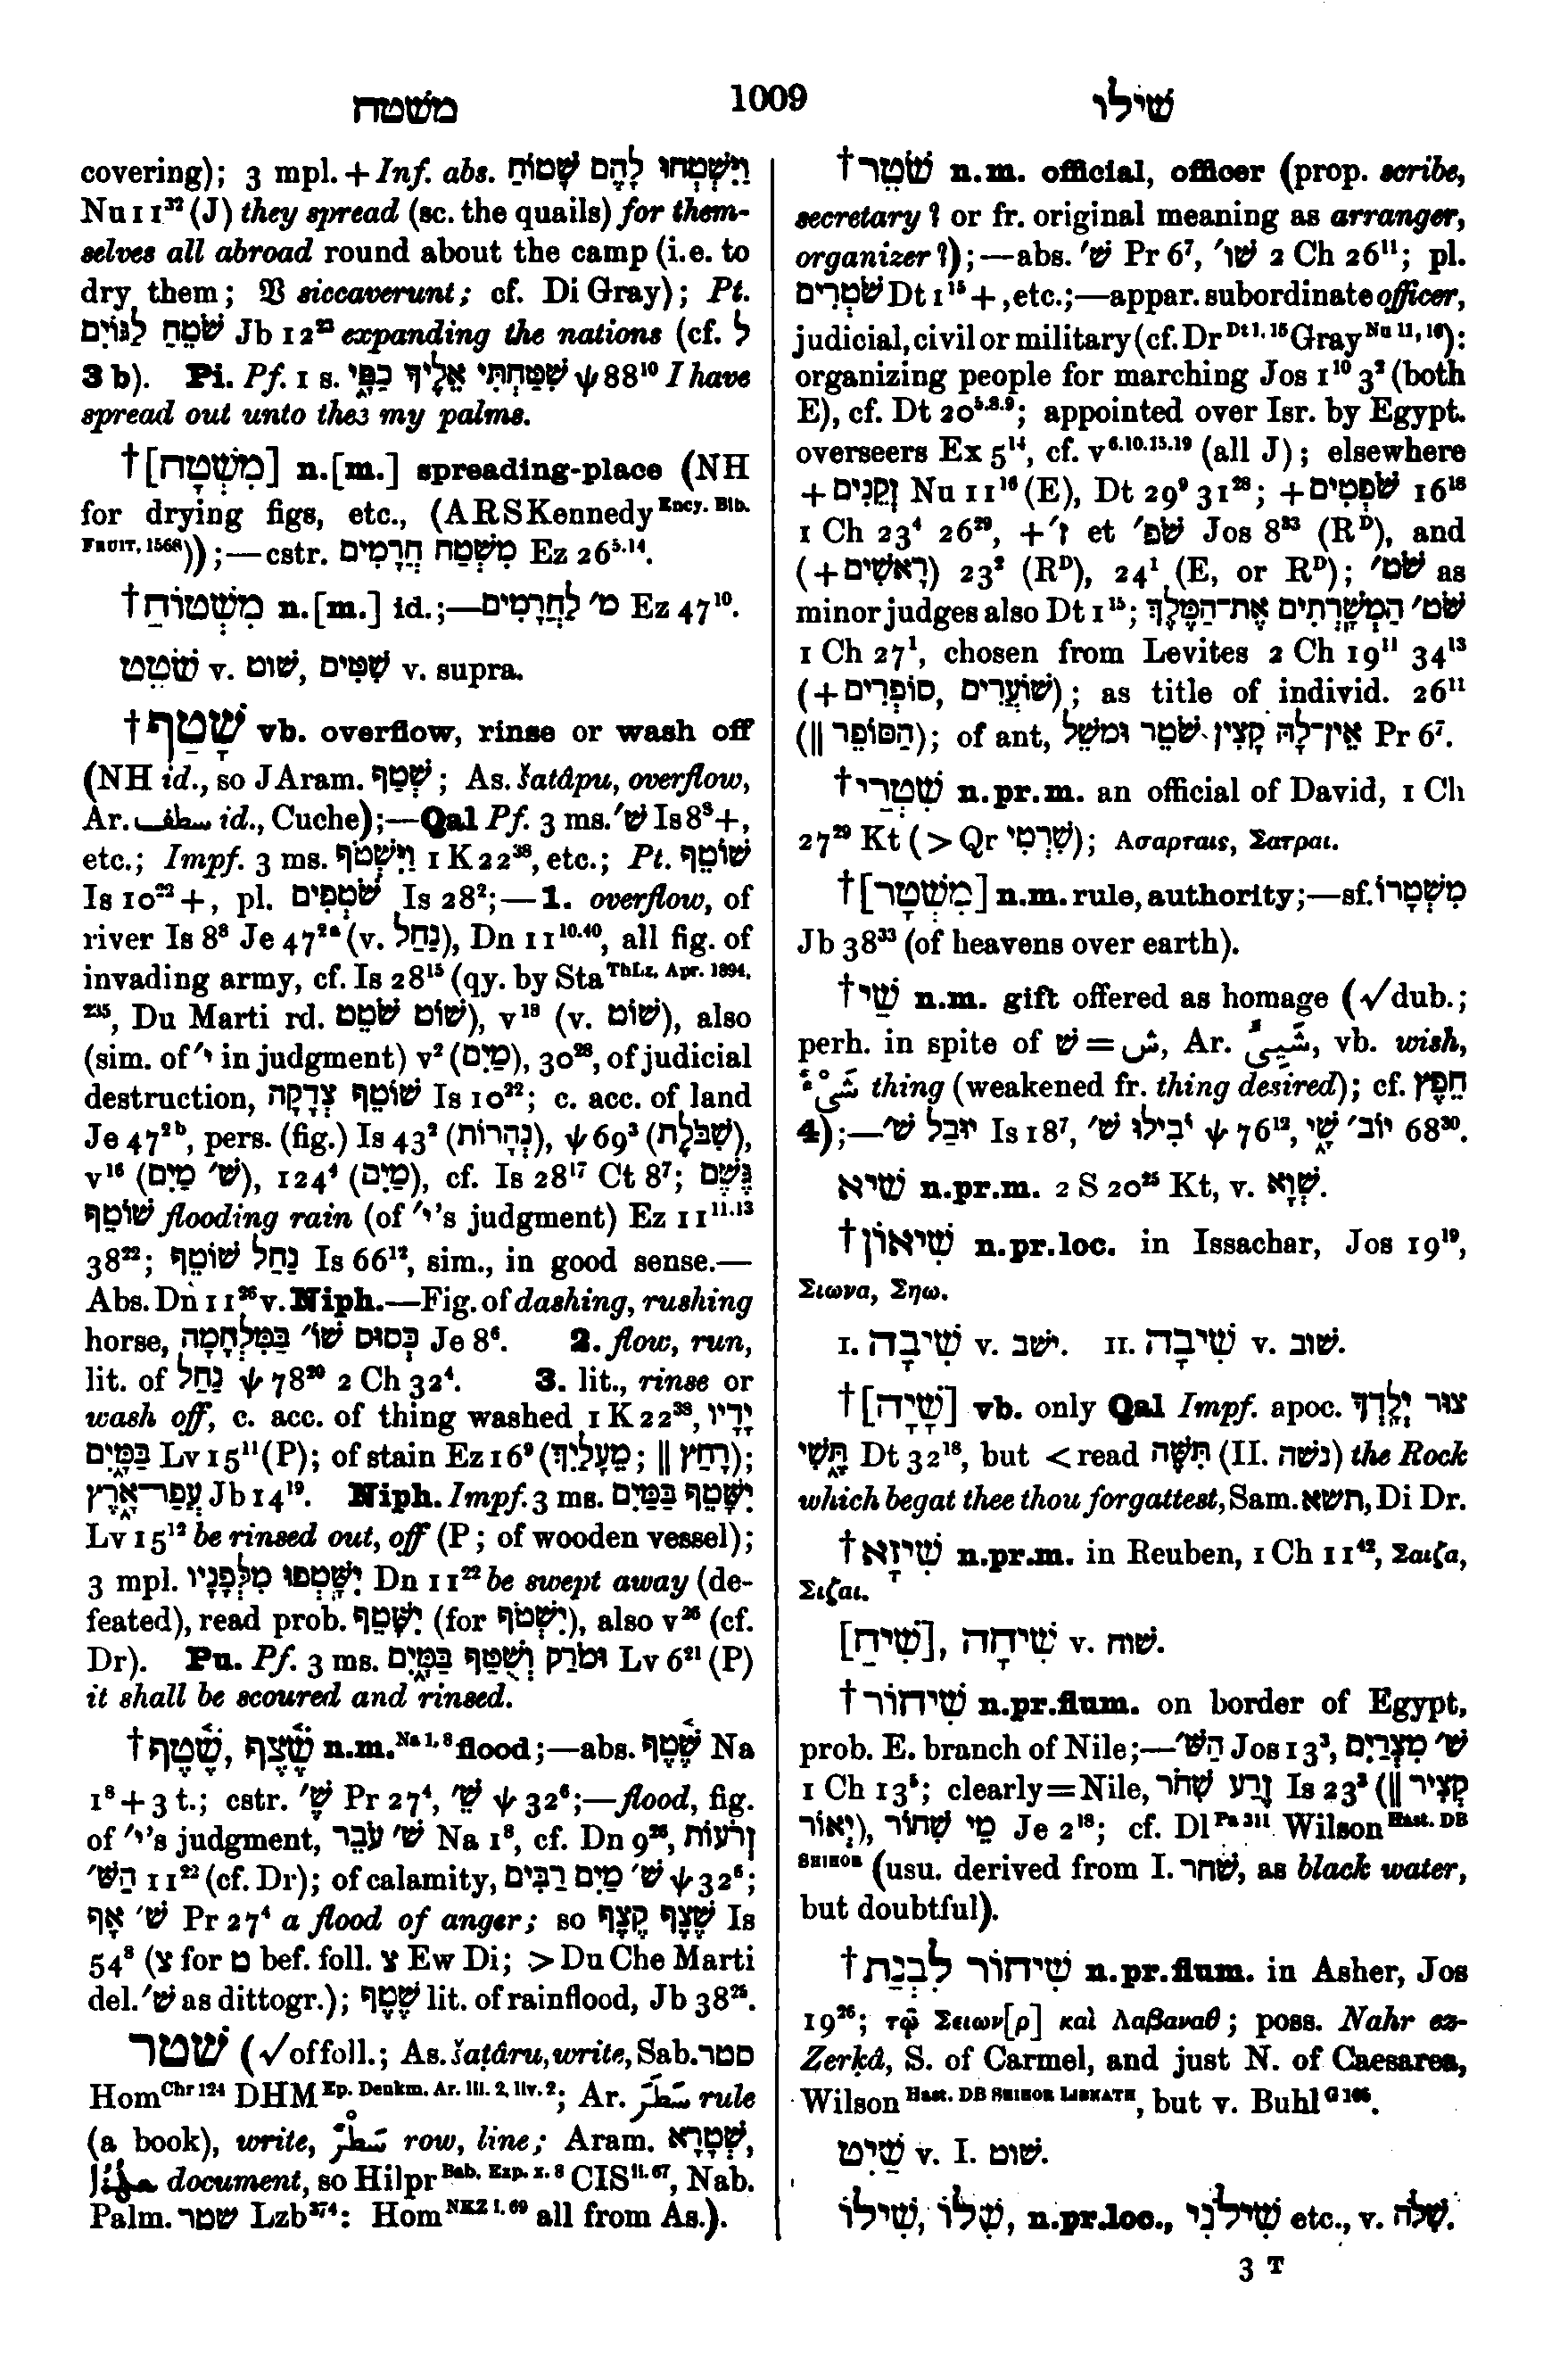 משטח 1009 שילו
covering); 3 mpl. + Inf. abs. וַיִּשְׁטְחוּ לָהֶם שָׁטוֹחַ
Nu 11³² (J) they spread (sc. the quails) for them-
selves all abroad round about the camp (i.e. to
dry them; 𝔙 siccaverunt; cf. Di Gray); Pt.
שֹׁטֵחַ לַגּוֹיִם Jb 12²³ expanding the nations (cf. לְ
3 b). Pi. Pf. 1 s. שִׁטַּחְתִּי אֵלֶיךָ כַפָּ֑י ψ 88¹⁰ I have
spread out unto thee my palms.
†[מִשְׁטָח] n.[m.] spreading-place (NH
for drying figs, etc., (ARSKennedy Ency. Bib.
FRUIT, 1568));—cstr. מִשְׁטַח חֲרָמִים Ez 26⁵·¹⁴.
†מִשְׁטוֹחַ n.[m.] id.;—מ׳ לַחֲרָמִים Ez 47¹⁰.
שֹׁטֵט v. שׁוט, שִׁטִּים v. supra.
†שָׁטַף vb. overflow, rinse or wash off
(NH id., so JAram. שְׁטַף; As. šatâpu, overflow,
Ar. سطف id., Cuche);—Qal Pf. 3 ms. שׁ׳ Is 8⁸+,
etc.; Impf. 3 ms. וַיִּשְׁטֹף 1 K 22³⁸, etc.; Pt. שׁוֹטֵף
Is 10²²+, pl. שֹׁטְפִים Is 28²;—1. overflow, of
river Is 8⁸ Je 47²ᵃ (v. נַחַל), Dn 11¹⁰·⁴⁰, all fig. of
invading army, cf. Is 28¹⁵ (qy. by Sta ThLz. Apr. 1894,
235, Du Marti rd. שׁוֹט שֹׁטֵט), v¹⁸ (v. שׁוֹט), also
(sim. of י׳ in judgment) v² (מַיִם), 30²⁸, of judicial
destruction, שׁוֹטֵף צְדָקָה Is 10²²; c. acc. of land
Je 47²ᵇ, pers. (fig.) Is 43² (נְהָרוֹת), ψ 69³ (שִׁבֹּלֶת),
v¹⁶ (שׁ׳ מַיִם), 124⁴ (מַיִם), cf. Is 28¹⁷ Ct 8⁷; גֶּשֶׁם
שׁוֹטֵף flooding rain (of י׳'s judgment) Ez 11¹¹·¹³
38²²; נַחַל שׁוֹטֵף Is 66¹², sim., in good sense.—
Abs. Dn 11²⁶ v. Niph.—Fig. of dashing, rushing
horse, כְּסוּס שׁוֹ׳ בַּמִּלְחָמָה Je 8⁶. 2. flow, run,
lit. of נַחַל ψ 78²⁰ 2 Ch 32⁴. 3. lit., rinse or
wash off, c. acc. of thing washed 1 K 22³⁸, יָדָיו
בַּמָּ֑יִם Lv 15¹¹ (P); of stain Ez 16⁹ (מֵעָלָיִךְ; ‖ רָחַץ);
עֲפַר־אָ֑רֶץ Jb 14¹⁹. Niph. Impf. 3 ms. יִשָּׁטֵף בַּמָּיִם
Lv 15¹² be rinsed out, off (P; of wooden vessel);
3 mpl. יִשָּׁטְפוּ מִלְּפָנָיו Dn 11²² be swept away (de-
feated), read prob. יִשָּׁטֵף (for יִשְׁטֹף), also v²⁶ (cf.
Dr). Pu. Pf. 3 ms. וּמֹרַק וְשֻׁטַּף בַּמָּ֑יִם Lv 6²¹ (P)
it shall be scoured and rinsed.
†שֶׁ֫טֶף, שֶׁ֫צֶף n.m. Na 1, 8 flood;—abs. שֶׁ֫טֶף Na
1⁸ + 3 t.; cstr. שֶׁ׳ Pr 27⁴, שֵׁ׳ ψ 32⁶;—flood, fig.
of י׳'s judgment, שׁ׳ עֹבֵר Na 1⁸, cf. Dn 9²⁶, זְרֹעוֹת
הַשּׁ׳ 11²² (cf. Dr); of calamity, שׁ׳ מַיִם רַבִּים ψ 32⁶;
שׁ׳ אָף Pr 27⁴ a flood of anger; so שֶׁצֶף קֶצֶף Is
54⁸ (צ for ט bef. foll. צ Ew Di; > Du Che Marti
del. שׁ׳ as dittogr.); שֶׁטֶף lit. of rainflood, Jb 38²⁵.
שׁטר (√of foll.; As. šaṭâru, write, Sab. סטר
Hom Chr 124 DHM Ep. Denkm. Ar. iii. 2, liv. 2; Ar. سَطَرَ rule
(a book), write, سَطْرٌ row, line; Aram. שְׁטָרָא,
ܫܛܪܐ document, so Hilpr Bab. Exp. x. 8 CIS ii. 67, Nab.
Palm. שטר Lzb 374: Hom NKZ I. 69 all from As.).
†שֹׁטֵר n.m. official, officer (prop. scribe,
secretary ? or fr. original meaning as arranger,
organizer ?);—abs. שׁ׳ Pr 6⁷, שׁו׳ 2 Ch 26¹¹; pl.
שֹׁטְרִים Dt 1¹⁵ +, etc.;—appar. subordinate officer,
judicial, civil or military (cf. Dr Dt 1, 15 Gray Nu 11, 16):
organizing people for marching Jos 1¹⁰ 3² (both
E), cf. Dt 20⁵·⁸·⁹; appointed over Isr. by Egypt.
overseers Ex 5¹⁴, cf. v⁶·¹⁰·¹⁵·¹⁹ (all J); elsewhere
+ זְקֵנִים Nu 11¹⁶ (E), Dt 29⁹ 31²⁸; + שֹׁפְטִים 16¹⁸
1 Ch 23⁴ 26²⁹, + ז׳ et שֹׁפ׳ Jos 8³³ (Rᴰ), and
(+ רָאשִׁים) 23² (Rᴰ), 24¹ (E, or Rᴰ); שֹׁט׳ as
minor judges also Dt 1¹⁵; שֹׁט׳ הַמְשָׁרְתִים אֶת־הַמֶּלֶךְ
1 Ch 27¹, chosen from Levites 2 Ch 19¹¹ 34¹³
(+ סוֹפְרִים, שׁוֹעֲרִים); as title of individ. 26¹¹
(‖ הַסּוֹפֵר); of ant, אֵין־לָהּ קָצִין שֹׁטֵר וּמֹשֵׁל Pr 6⁷.
†שִׁטְרַי n.pr.m. an official of David, 1 Ch
27²⁹ Kt (> Qr שִׁרְטַי); Ασαρταις, Σατραι.
†[מִשְׁטָר] n.m. rule, authority;—sf. מִשְׁטָרוֹ
Jb 38³³ (of heavens over earth).
†שַׁי n.m. gift offered as homage (√dub.;
perh. in spite of שׁ = ش, Ar. شَيِئَ, vb. wish,
شَىْءٌ thing (weakened fr. thing desired); cf. חֵפֶץ
4);—יוּבַל שׁ׳ Is 18⁷, יֹבִילוּ שׁ׳ ψ 76¹², יוֹב׳ שָׁ֑י 68³⁰.
שׁיא n.pr.m. 2 S 20²⁵ Kt, v. שְׁוָא.
†שִׁיאוֹן n.pr.loc. in Issachar, Jos 19¹⁹,
Σιωνα, Σηω.
I. שִׁיבָה v. ישׁב. II. שִׁיבָה v. שׁוב.
†[שָׁיָה] vb. only Qal Impf. apoc. צוּר יְלָדְךָ
תֶּ֑שִׁי Dt 32¹⁸, but < read תִּשֶּׁה (II. נשׁה) the Rock
which begat thee thou forgattest, Sam. תשא, Di Dr.
†שִׁיזָא n.pr.m. in Reuben, 1 Ch 11⁴², Σαιζα,
Σιζαι.
[שִׁיחַ], שִׁיחָה v. שׁוח.
†שִׁיחוֹר n.pr.flum. on border of Egypt,
prob. E. branch of Nile;—הַשּׁ׳ Jos 13³, שׁ׳ מִצְרַיִם
1 Ch 13⁵; clearly = Nile, זֶרַע שִׁחֹר Is 23³ (‖ קְצִיר
יְאוֹר), מֵי שִׁחוֹר Je 2¹⁸; cf. Dl Pa 311 Wilson Hast. DB
SHIHOR (usu. derived from I. שׁחר, as black water,
but doubtful).
†שִׁיחוֹר לִבְנָת n.pr.flum. in Asher, Jos
19²⁶; τῷ Σειων[ρ] καὶ Λαβαναθ; poss. Nahr ez-
Zerḳâ, S. of Carmel, and just N. of Caesarea,
Wilson Hast. DB SHIHOR LIBNATH, but v. Buhl G 105.
שַׁיִט v. I. שׁוט.
שִׁילוֹ, שִׁלוֹ, n.pr.loc., שִׁילֹנִי etc., v. שָׁלֹה.
3 T